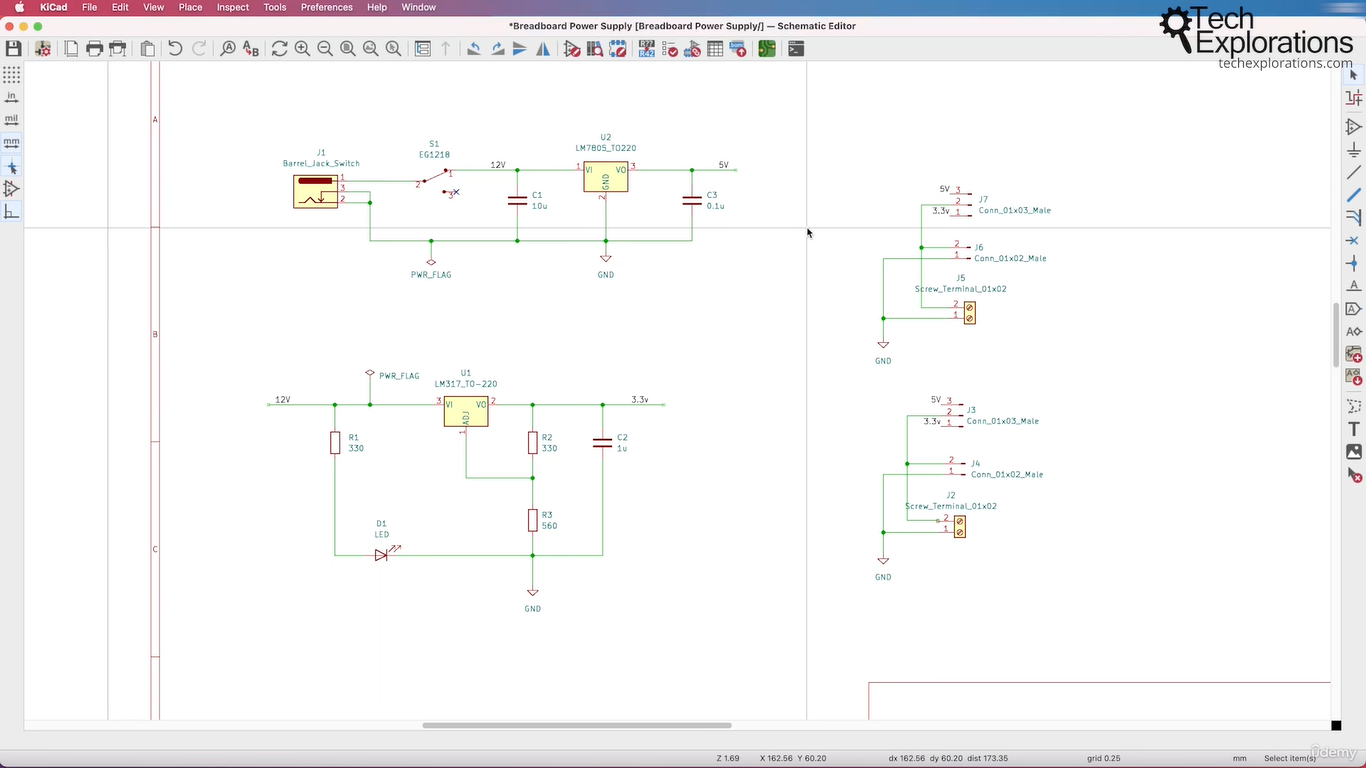 KiCad File Edit View Place Inspect Tools Preferences Help Window
*Breadboard Power Supply [Breadboard Power Supply/] — Schematic Editor
Tech
Explorations
techexplorations.com
in
mil
mm
A
B
C
J1
Barrel_Jack_Switch
1
3
2
S1
EG1218
2
1
3
12V
C1
10u
U2
LM7805_TO220
1
VI
VO
3
GND
2
5V
C3
0.1u
PWR_FLAG
GND
12V
PWR_FLAG
U1
LM317_TO-220
3
VI
VO
2
ADJ
1
3.3v
R1
330
R2
330
C2
1u
R3
560
D1
LED
GND
5V 3
2
3.3v 1
J7
Conn_01x03_Male
2
1
J6
Conn_01x02_Male
J5
Screw_Terminal_01x02
2
1
GND
5V 3
2
3.3v 1
J3
Conn_01x03_Male
2
1
J4
Conn_01x02_Male
J2
Screw_Terminal_01x02
2
1
GND
Z 1.69 X 162.56 Y 60.20 dx 162.56 dy 60.20 dist 173.35 grid 0.25 mm Select item(s)
ûdemy